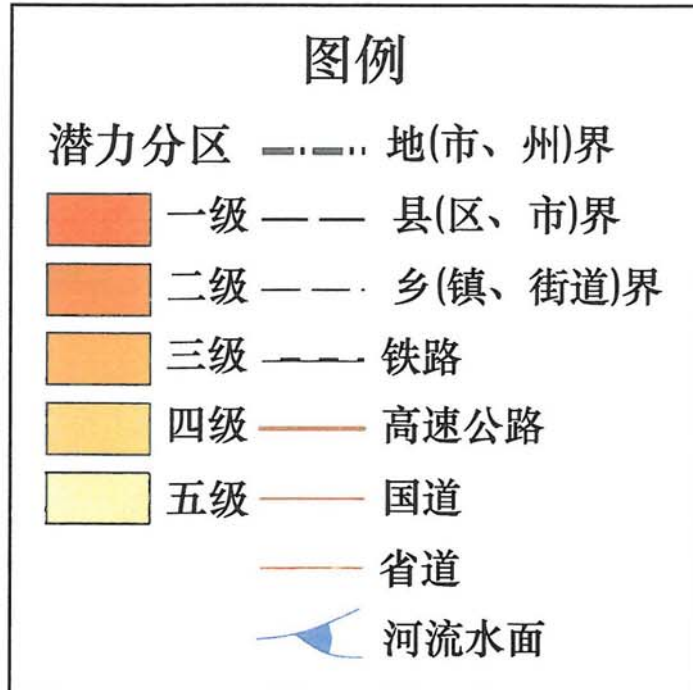 图例
潜力分区 地(市、州)界
一级 县(区、市)界
二级 乡(镇、街道)界
三级 铁路
四级 高速公路
五级 国道
省道
河流水面